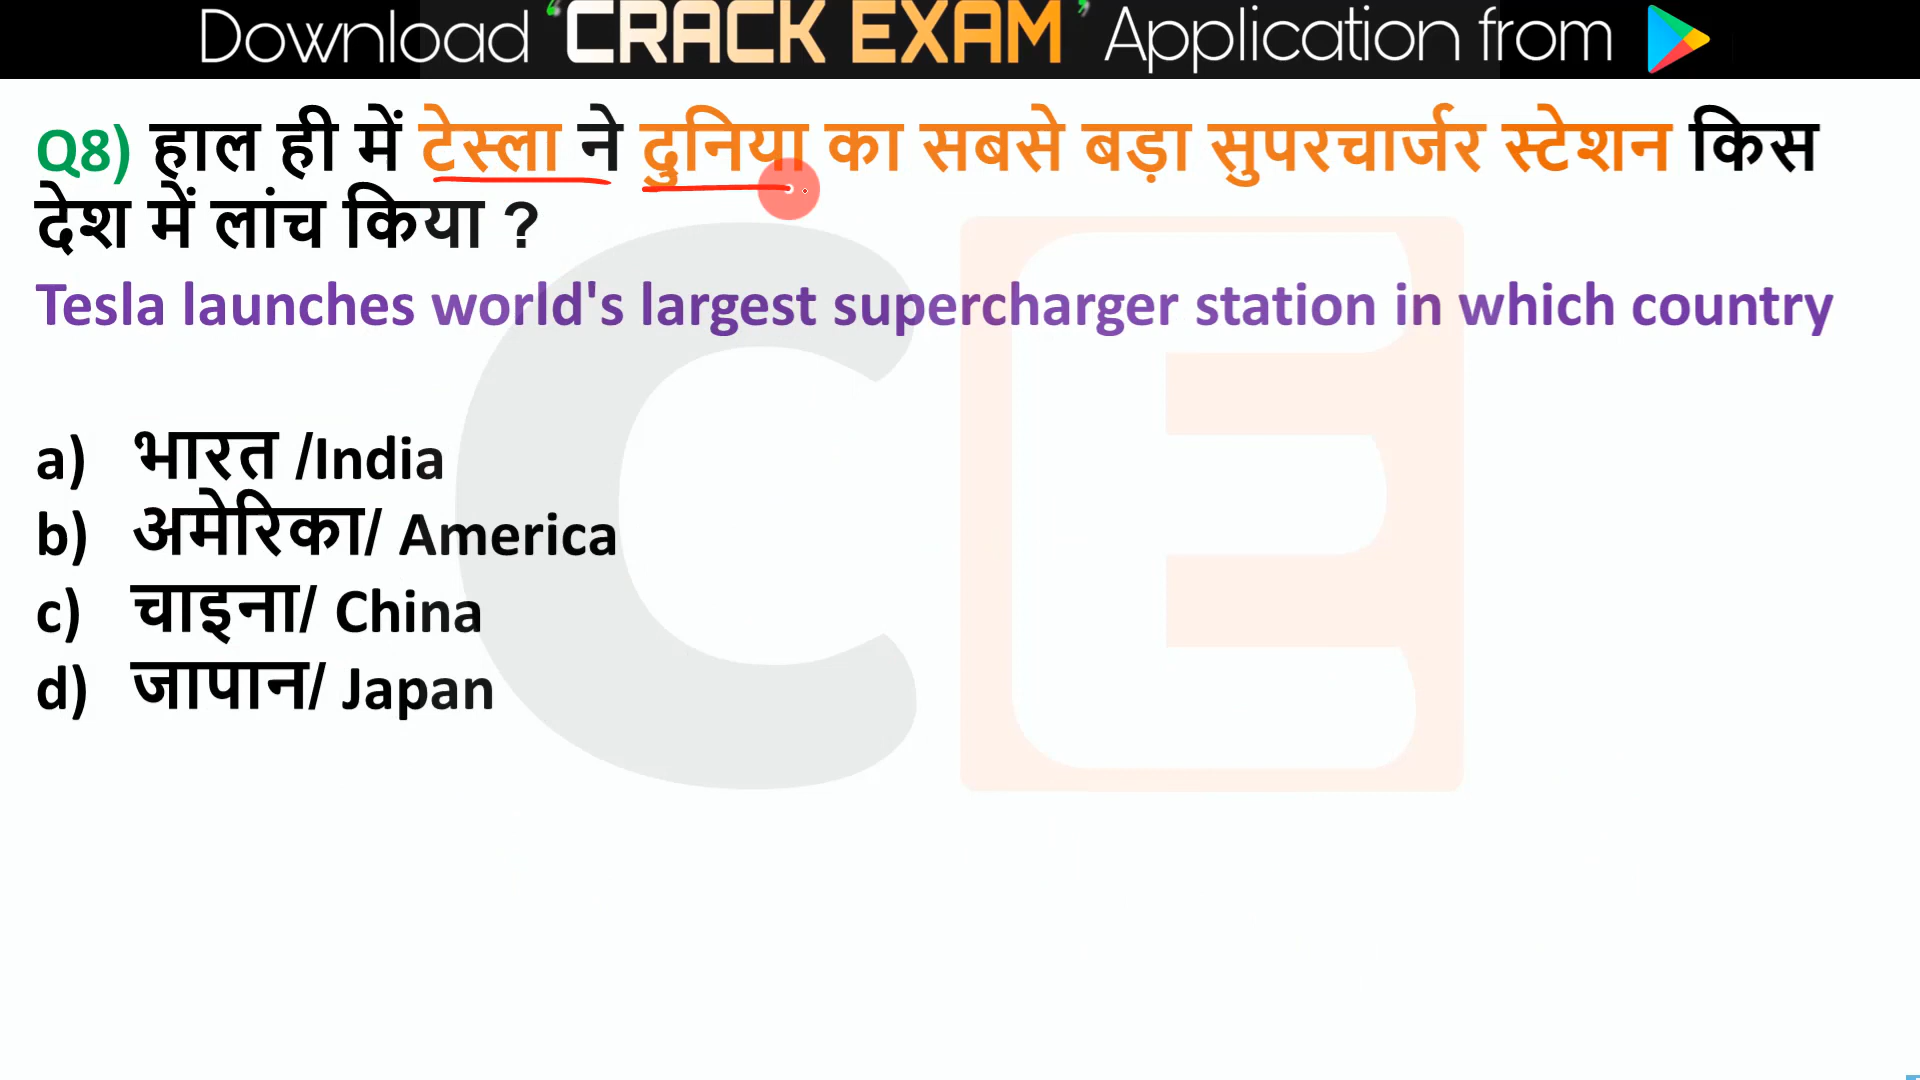 Download ‘CRACK EXAM’ Application from
Q8) हाल ही में टेस्ला ने दुनिया का सबसे बड़ा सुपरचार्जर स्टेशन किस
देश में लांच किया ?
Tesla launches world's largest supercharger station in which country
a) भारत /India
b) अमेरिका/ America
c) चाइना/ China
d) जापान/ Japan
CE